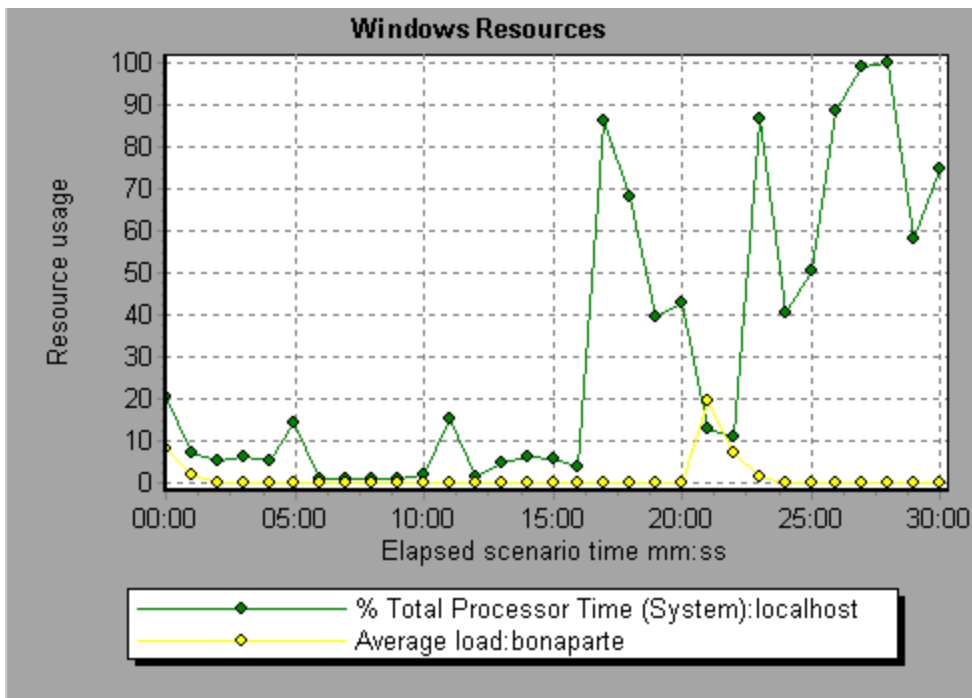 Windows Resources
100
90
80
70
60
50
40
30
20
10
0
Resource usage
00:00 05:00 10:00 15:00 20:00 25:00 30:00
Elapsed scenario time mm:ss
% Total Processor Time (System):localhost
Average load:bonaparte